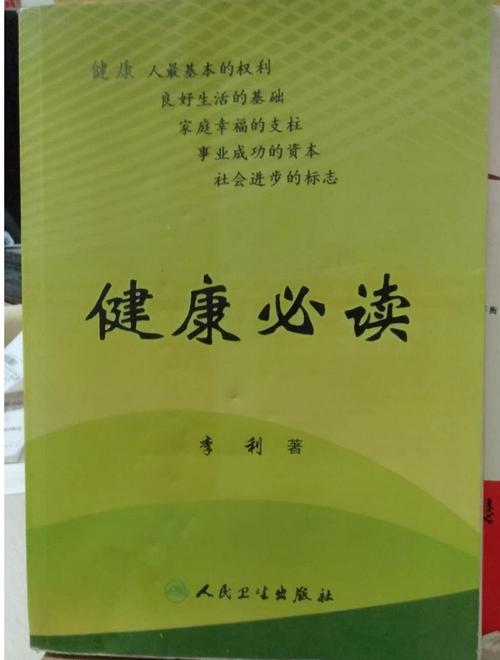 健康 人最基本的权利
良好生活的基础
家庭幸福的支柱
事业成功的資本
社会进步的标志
健康必读
李利 著
人民卫生出版社